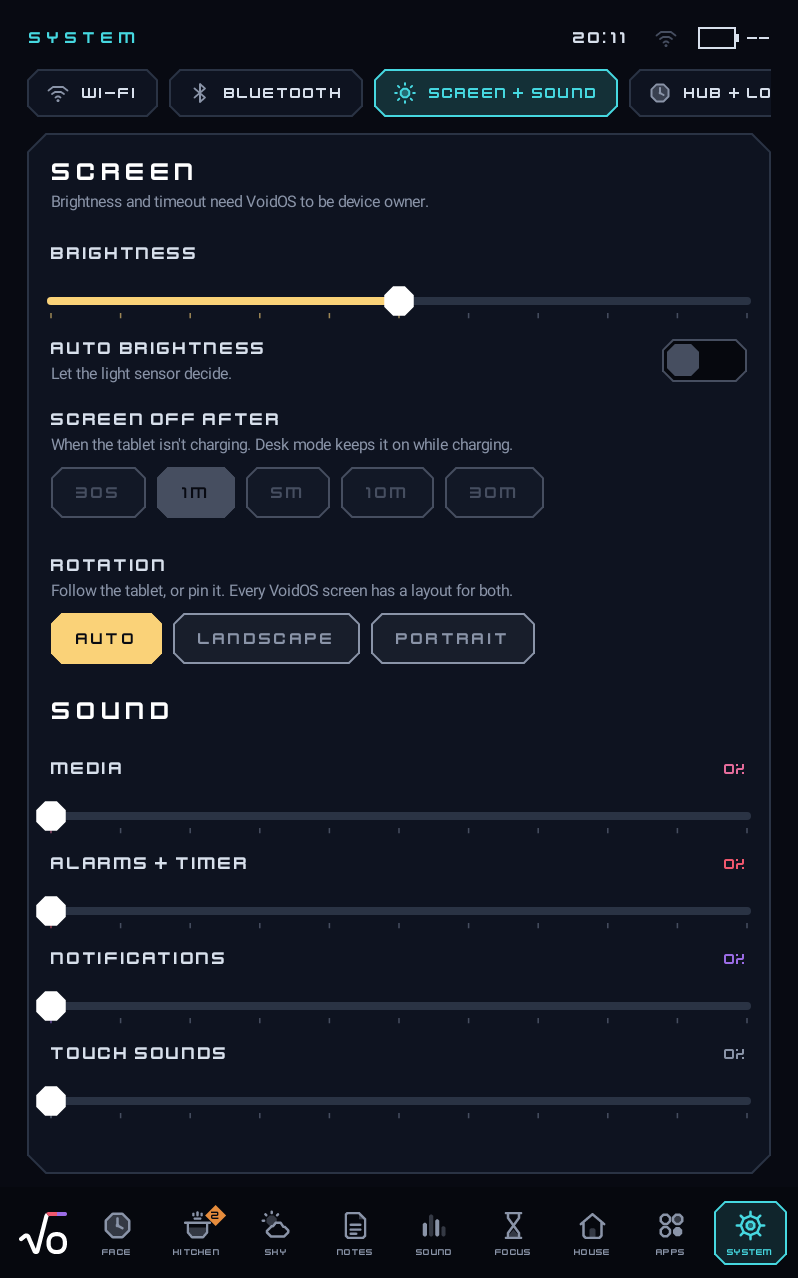 SYSTEM
20:11
--
WI-FI
BLUETOOTH
SCREEN + SOUND
HUB + LO
SCREEN
Brightness and timeout need VoidOS to be device owner.
BRIGHTNESS
AUTO BRIGHTNESS
Let the light sensor decide.
SCREEN OFF AFTER
When the tablet isn't charging. Desk mode keeps it on while charging.
30S
1M
5M
10M
30M
ROTATION
Follow the tablet, or pin it. Every VoidOS screen has a layout for both.
AUTO
LANDSCAPE
PORTRAIT
SOUND
MEDIA
0%
ALARMS + TIMER
0%
NOTIFICATIONS
0%
TOUCH SOUNDS
0%
2
FACE
KITCHEN
SKY
NOTES
SOUND
FOCUS
HOUSE
APPS
SYSTEM